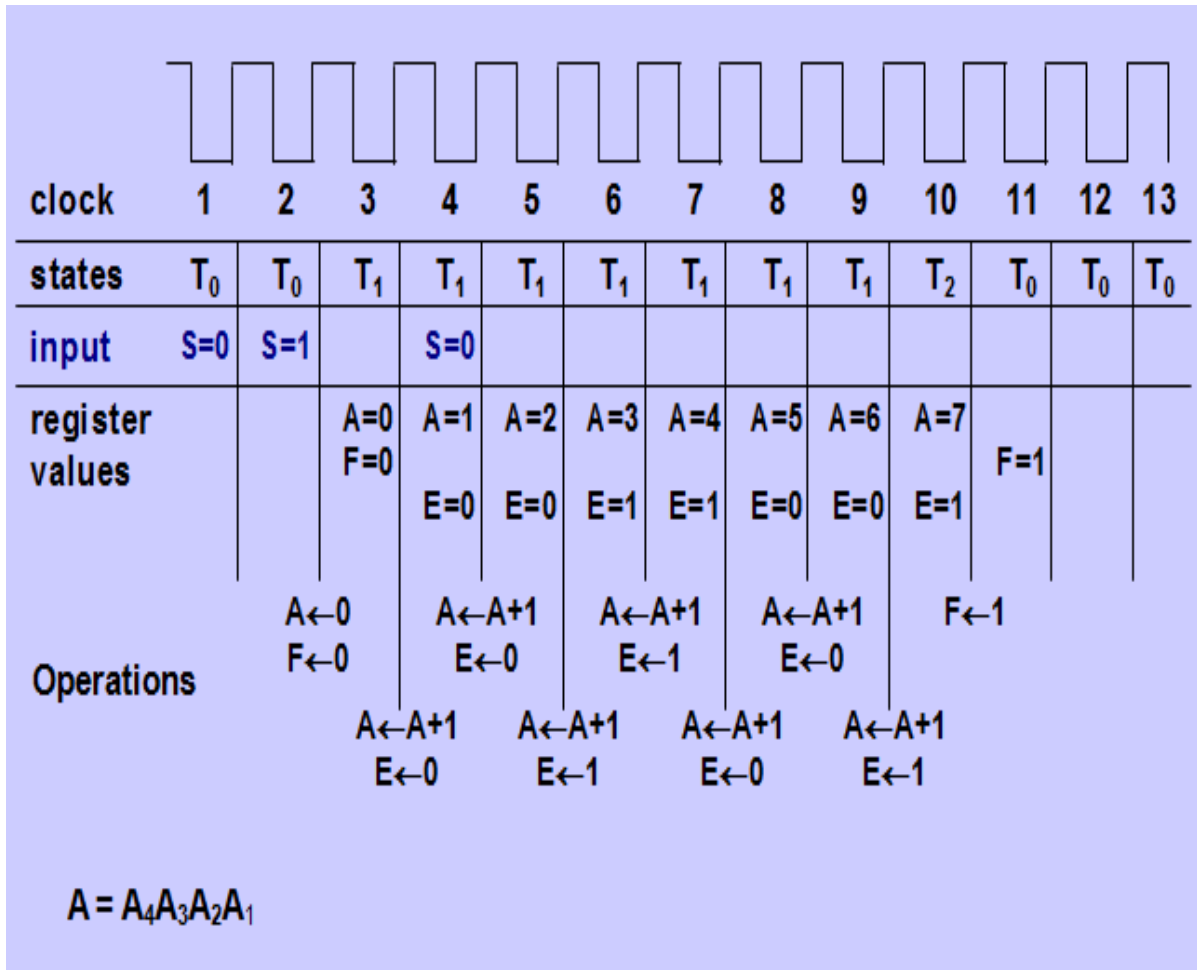 clock 1 2 3 4 5 6 7 8 9 10 11 12 13
states T₀ T₀ T₁ T₁ T₁ T₁ T₁ T₁ T₁ T₂ T₀ T₀ T₀
input S=0 S=1 S=0
register A=0 A=1 A=2 A=3 A=4 A=5 A=6 A=7
values F=0 F=1
E=0 E=0 E=1 E=1 E=0 E=0 E=1
A←0 A←A+1 A←A+1 A←A+1 F←1
F←0 E←0 E←1 E←0
Operations
A←A+1 A←A+1 A←A+1 A←A+1
E←0 E←1 E←0 E←1
A = A₄A₃A₂A₁